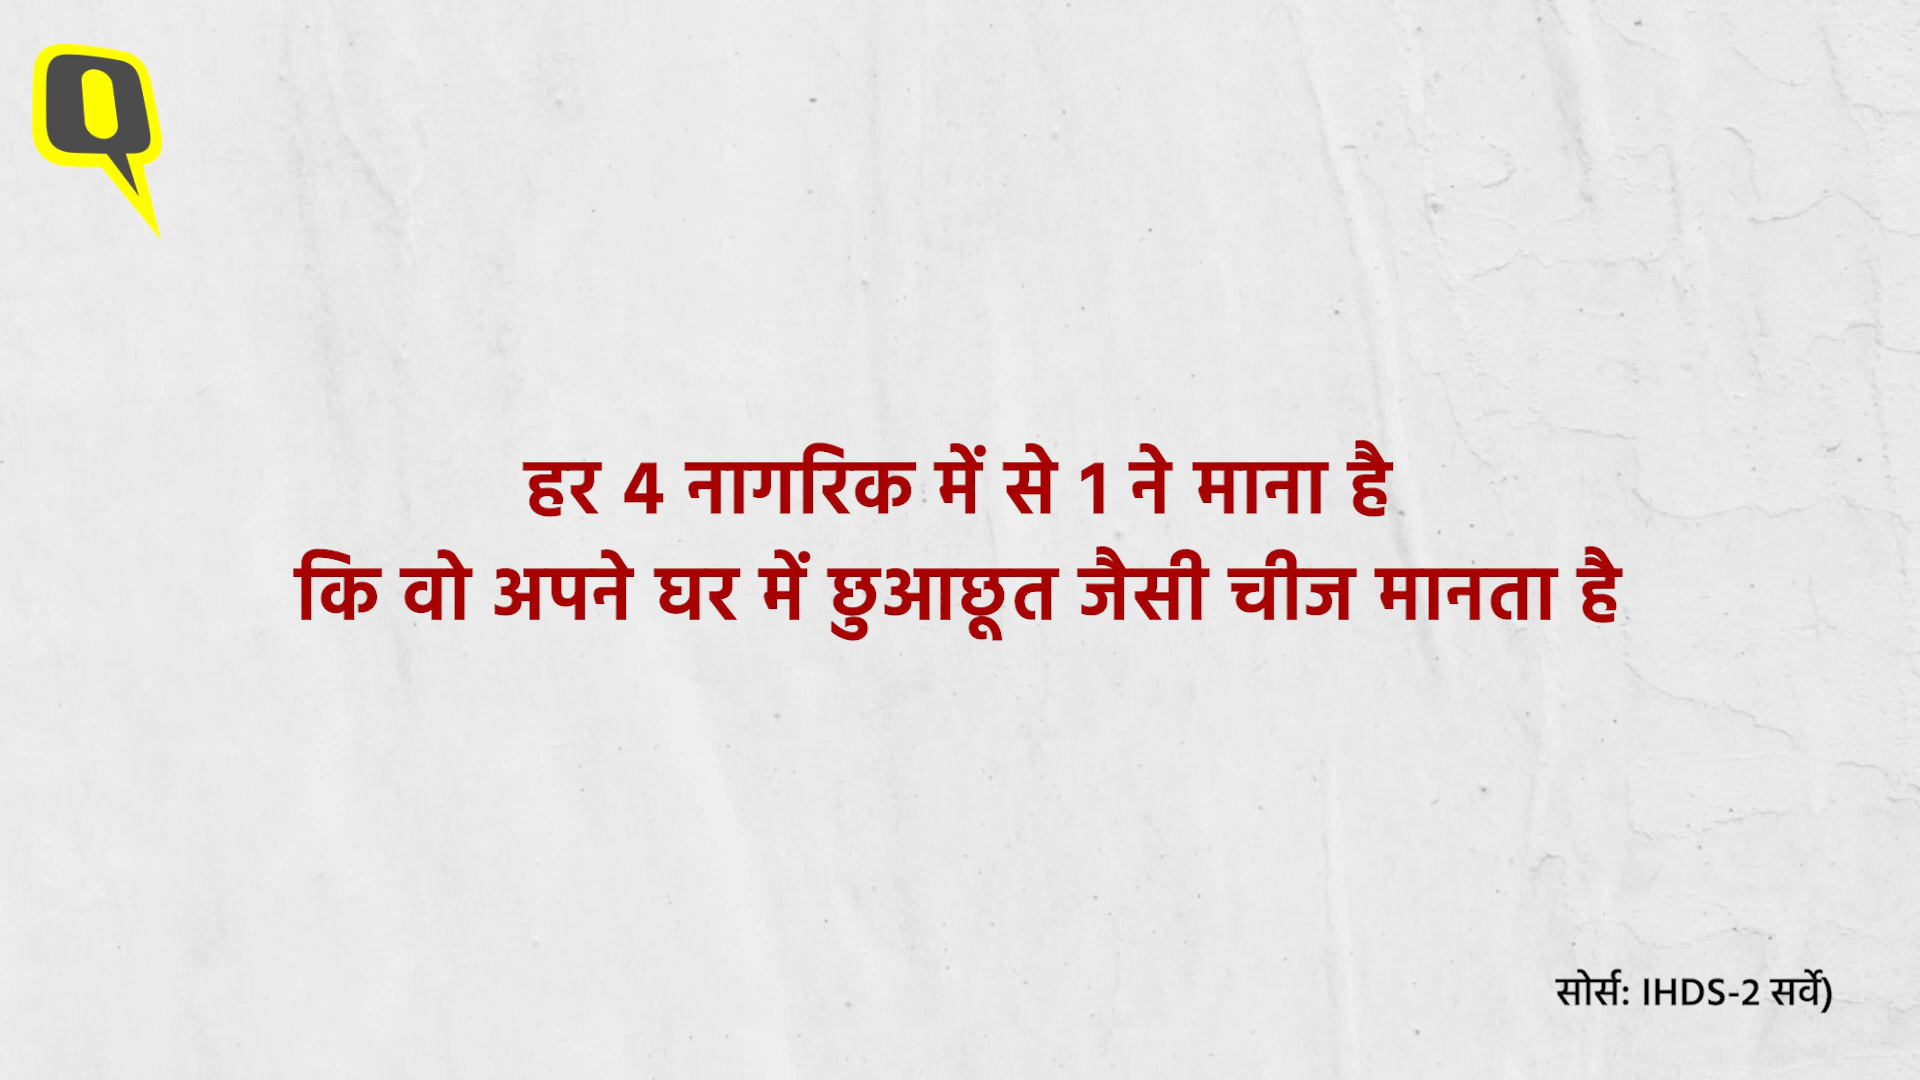 Q
हर 4 नागरिक में से 1 ने माना है
कि वो अपने घर में छुआछूत जैसी चीज मानता है
सोर्स: IHDS-2 सर्वे)